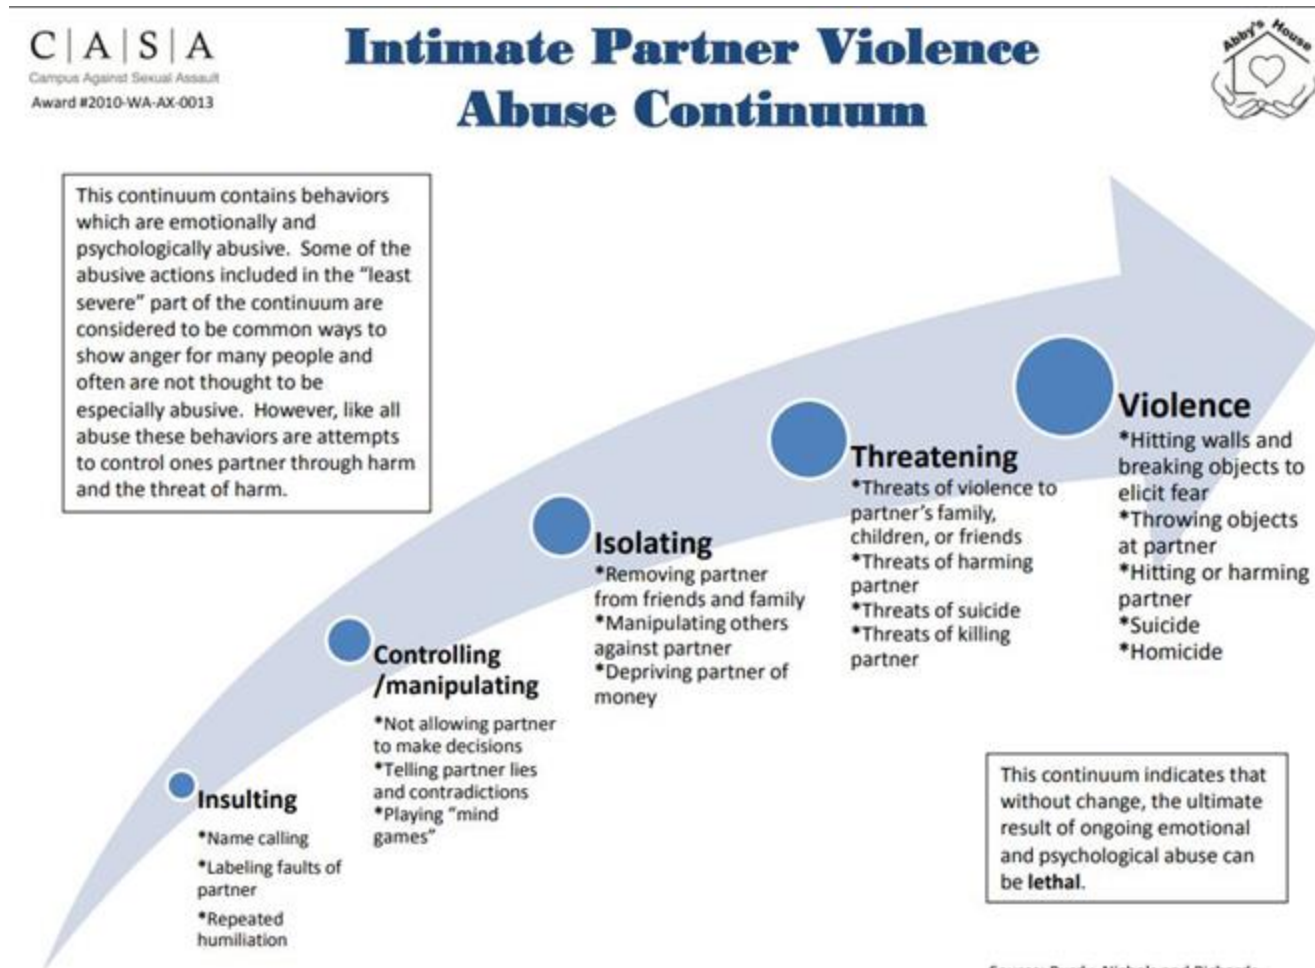 C|A|S|A
Campus Against Sexual Assault
Award #2010-WA-AX-0013
Intimate Partner Violence
Abuse Continuum
Abby's House
This continuum contains behaviors
which are emotionally and
psychologically abusive. Some of the
abusive actions included in the "least
severe" part of the continuum are
considered to be common ways to
show anger for many people and
often are not thought to be
especially abusive. However, like all
abuse these behaviors are attempts
to control ones partner through harm
and the threat of harm.
Insulting
*Name calling
*Labeling faults of
partner
*Repeated
humiliation
Controlling
/manipulating
*Not allowing partner
to make decisions
*Telling partner lies
and contradictions
*Playing "mind
games"
Isolating
*Removing partner
from friends and family
*Manipulating others
against partner
*Depriving partner of
money
Threatening
*Threats of violence to
partner's family,
children, or friends
*Threats of harming
partner
*Threats of suicide
*Threats of killing
partner
Violence
*Hitting walls and
breaking objects to
elicit fear
*Throwing objects
at partner
*Hitting or harming
partner
*Suicide
*Homicide
This continuum indicates that
without change, the ultimate
result of ongoing emotional
and psychological abuse can
be lethal.